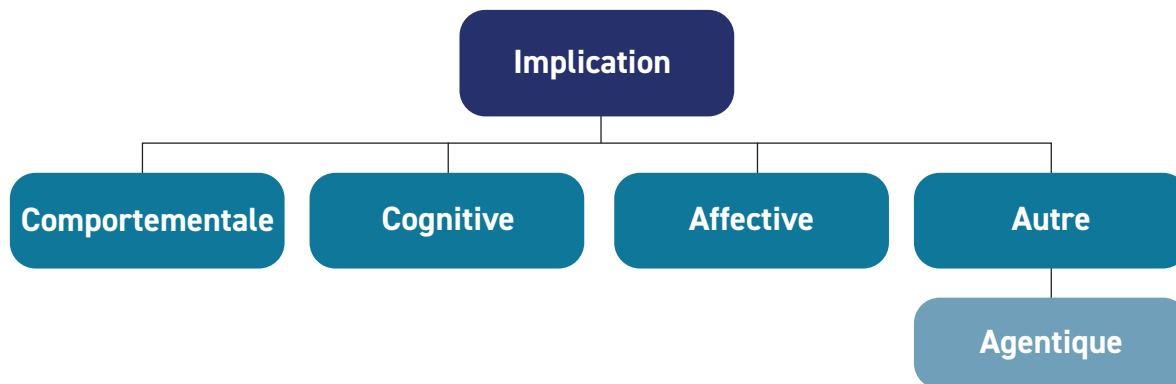 Implication
Comportementale
Cognitive
Affective
Autre
Agentique